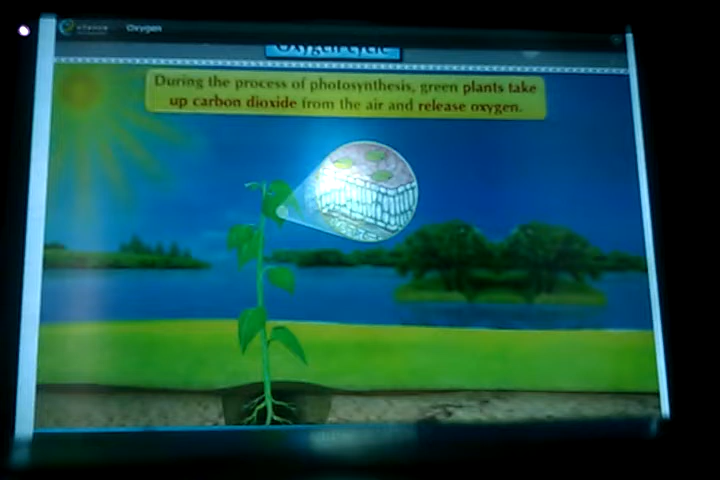 Oxygen
Oxygen cycle
During the process of photosynthesis, green plants take
up carbon dioxide from the air and release oxygen.